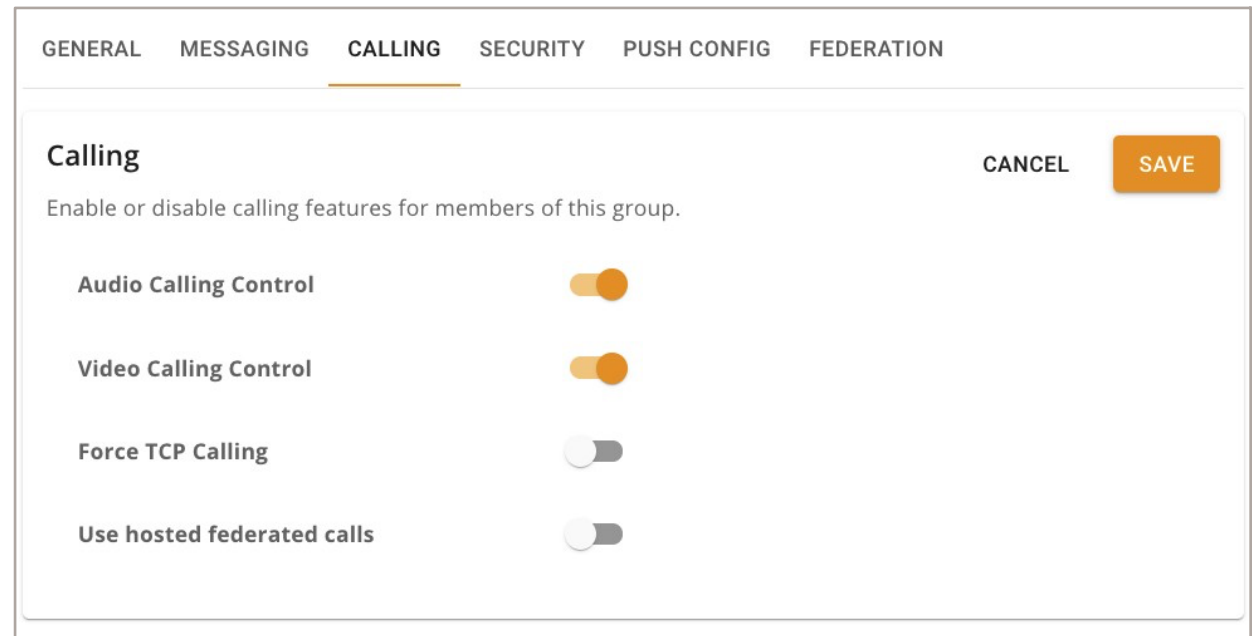 GENERAL MESSAGING CALLING SECURITY PUSH CONFIG FEDERATION
Calling
CANCEL SAVE
Enable or disable calling features for members of this group.
Audio Calling Control
Video Calling Control
Force TCP Calling
Use hosted federated calls